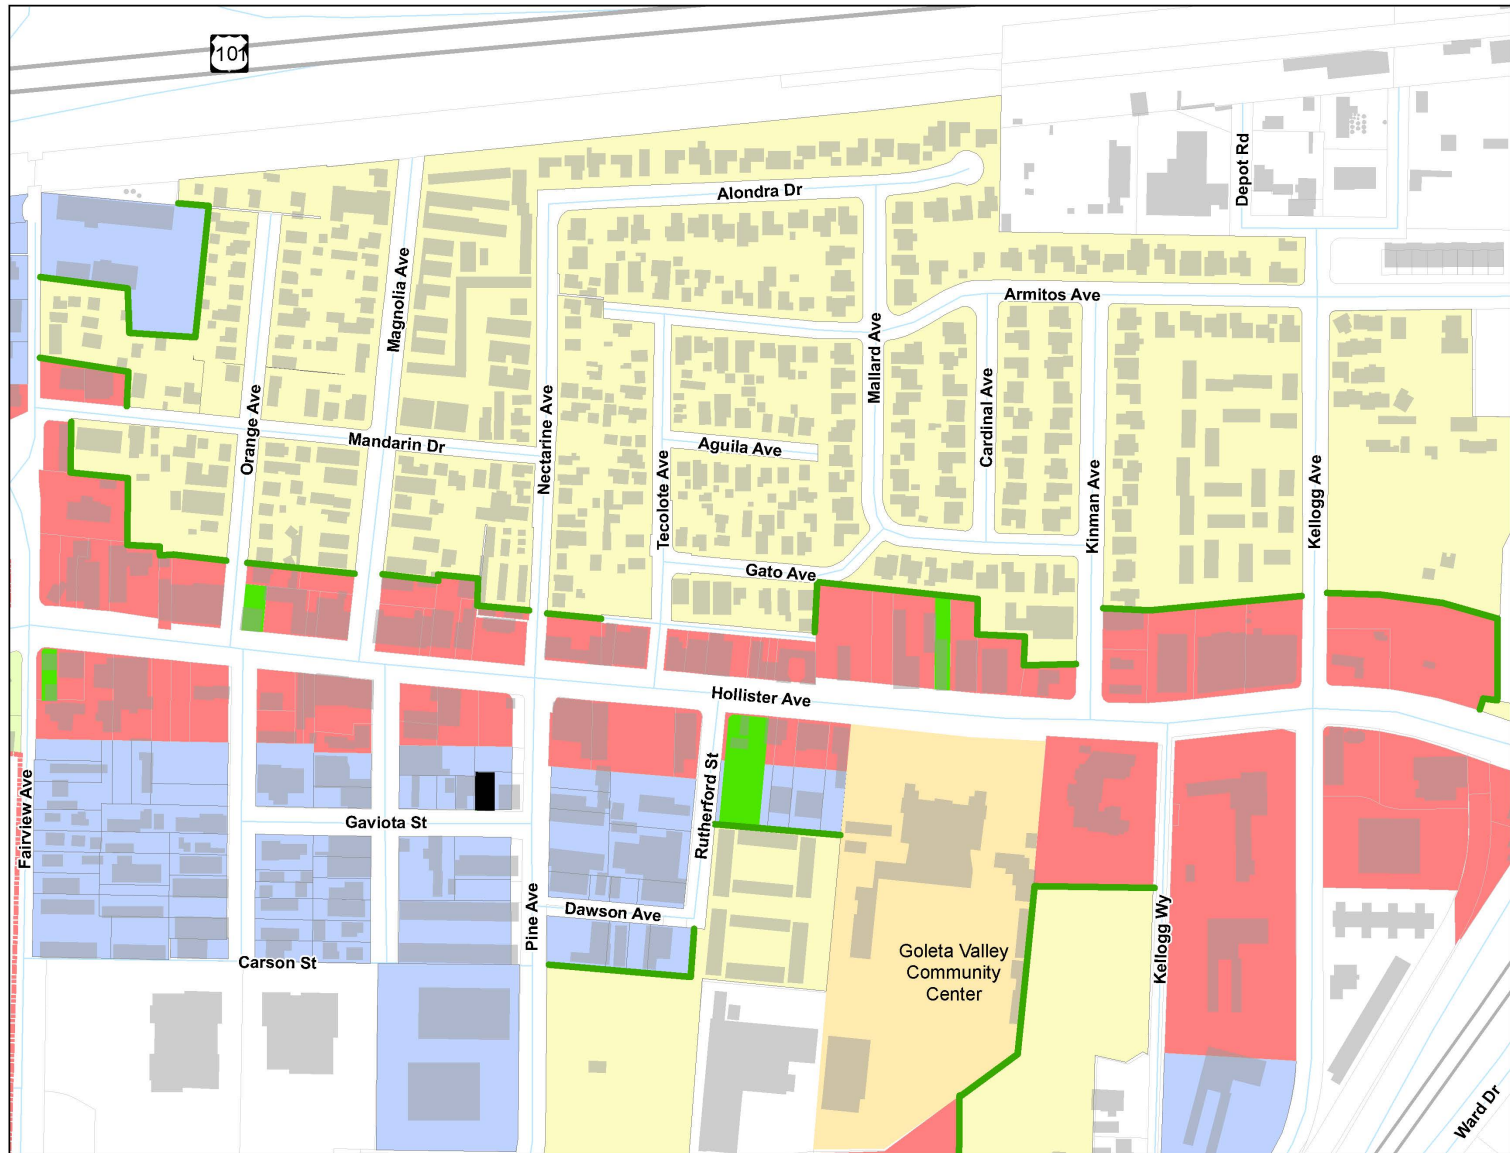 101
Depot Rd
Alondra Dr
Magnolia Ave
Armitos Ave
Mallard Ave
Cardinal Ave
Orange Ave
Mandarin Dr
Nectarine Ave
Aguila Ave
Tecolote Ave
Kinman Ave
Kellogg Ave
Gato Ave
Hollister Ave
Fairview Ave
Gaviota St
Rutherford St
Pine Ave
Dawson Ave
Carson St
Goleta Valley
Community
Center
Kellogg Wy
Ward Dr